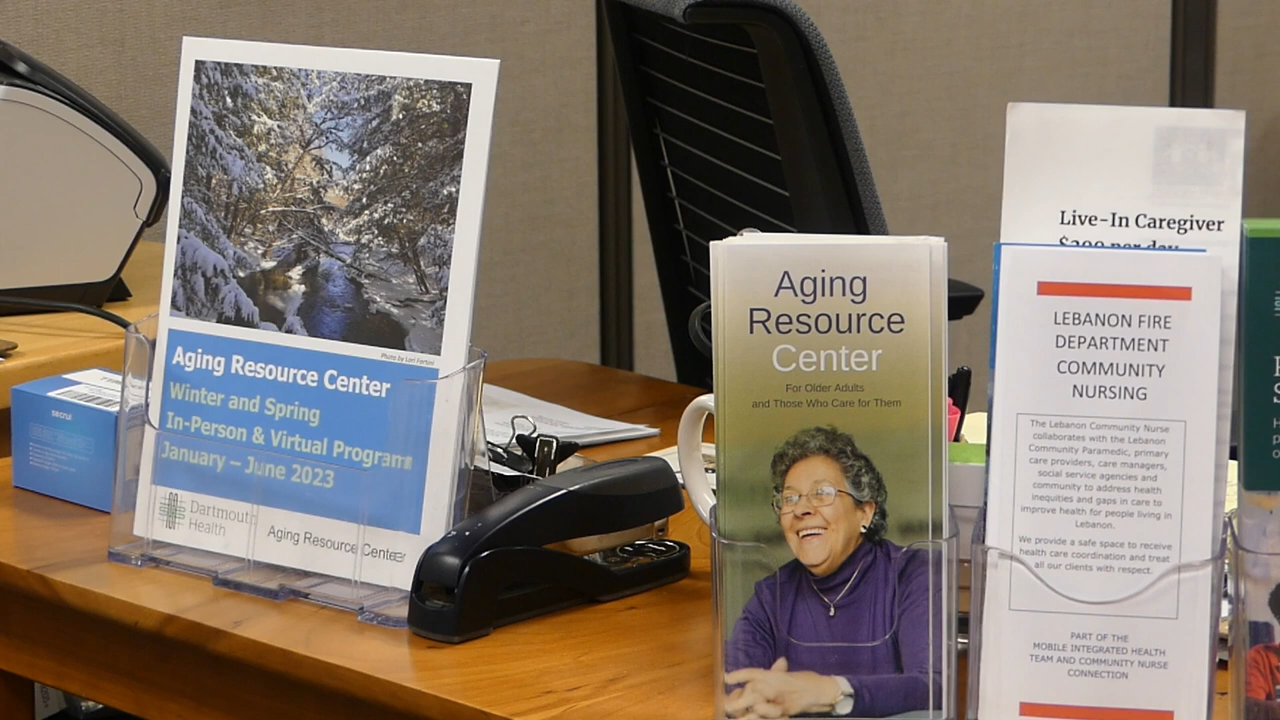 Photo by Lori Fortini
Aging Resource Center
Winter and Spring
In-Person & Virtual Programs
January – June 2023
Dartmouth
Health
Aging Resource Center
Aging
Resource
Center
For Older Adults
and Those Who Care for Them
Live-In Caregiver
$200 per day
LEBANON FIRE
DEPARTMENT
COMMUNITY
NURSING
The Lebanon Community Nurse
collaborates with the Lebanon
Community Paramedic, primary
care providers, care managers,
social service agencies and
community to address health
inequities and gaps in care to
improve health for people living in
Lebanon.
We provide a safe space to receive
health care coordination and treat
all our clients with respect.
PART OF THE
MOBILE INTEGRATED HEALTH
TEAM AND COMMUNITY NURSE
CONNECTION